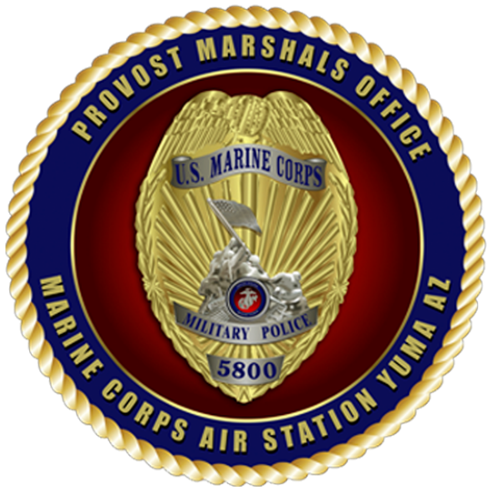 PROVOST MARSHALS OFFICE
U.S. MARINE CORPS
MILITARY POLICE
5800
MARINE CORPS AIR STATION YUMA AZ